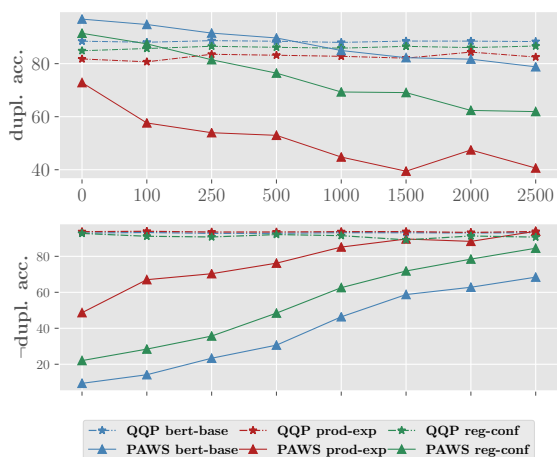 dupl. acc.
80
60
40
0 100 250 500 1000 1500 2000 2500
¬dupl. acc.
80
60
40
20
QQP bert-base QQP prod-exp QQP reg-conf
PAWS bert-base PAWS prod-exp PAWS reg-conf